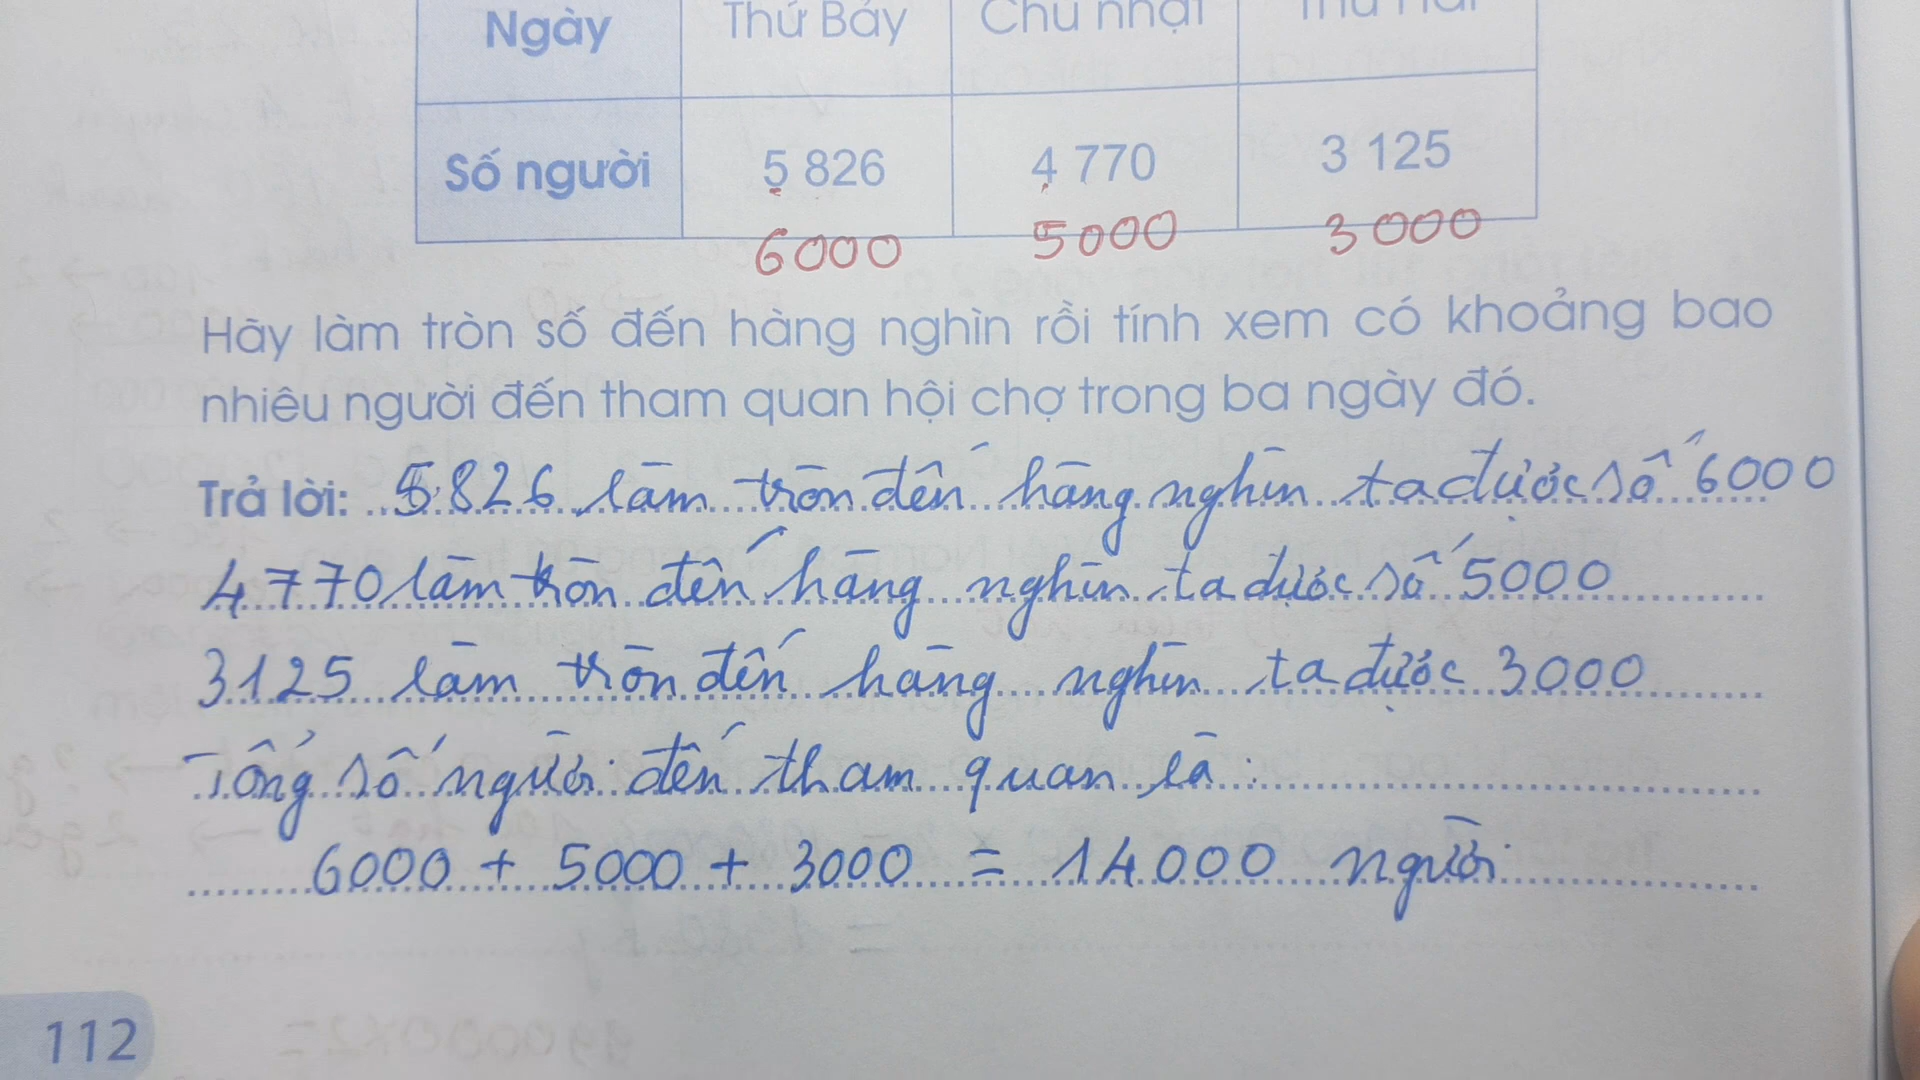 Ngày Thứ Bảy Chủ nhật Thứ Hai
Số người 5 826 4 770 3 125
6000 5000 3000
Hãy làm tròn số đến hàng nghìn rồi tính xem có khoảng bao
nhiêu người đến tham quan hội chợ trong ba ngày đó.
Trả lời: 5826 làm tròn đến hàng nghìn ta được số 6000
4770 làm tròn đến hàng nghìn ta được số 5000
3125 làm tròn đến hàng nghìn ta được 3000
Tổng số người đến tham quan là:
6000 + 5000 + 3000 = 14000 người
112